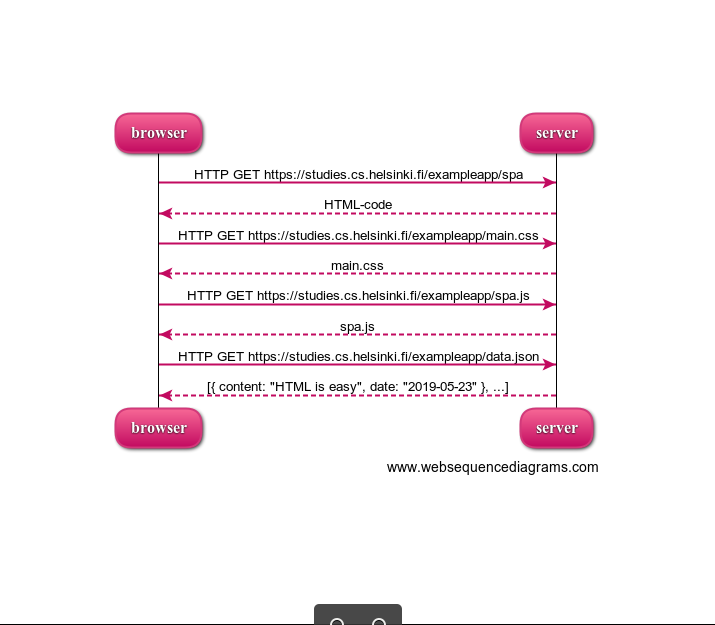 browser server
HTTP GET https://studies.cs.helsinki.fi/exampleapp/spa
HTML-code
HTTP GET https://studies.cs.helsinki.fi/exampleapp/main.css
main.css
HTTP GET https://studies.cs.helsinki.fi/exampleapp/spa.js
spa.js
HTTP GET https://studies.cs.helsinki.fi/exampleapp/data.json
[{ content: "HTML is easy", date: "2019-05-23" }, ...]
browser server
www.websequencediagrams.com